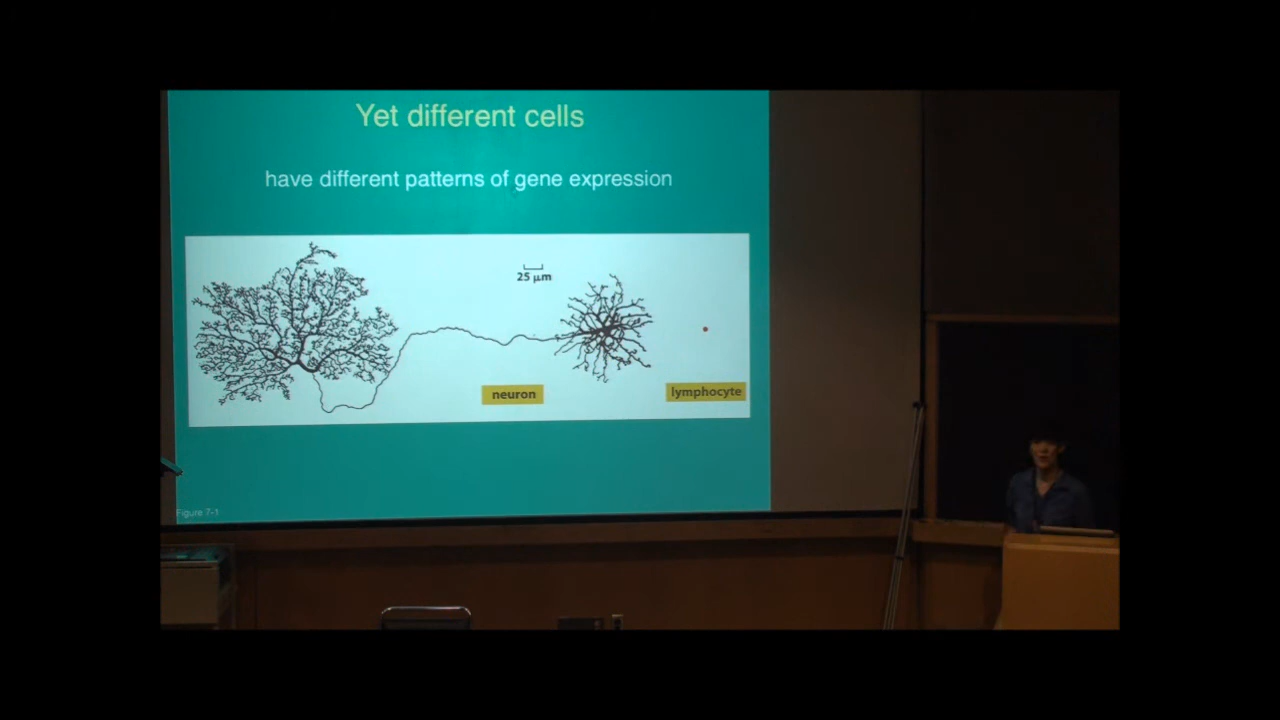 Yet different cells
have different patterns of gene expression
25 µm
neuron
lymphocyte
Figure 7-1